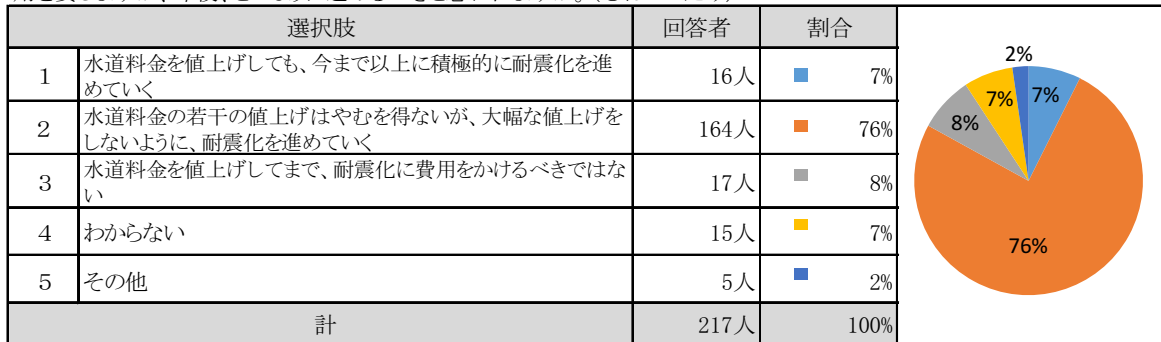 選択肢 回答者 割合
1 水道料金を値上げしても、今まで以上に積極的に耐震化を進
めていく 16人 7%
2 水道料金の若干の値上げはやむを得ないが、大幅な値上げを
しないように、耐震化を進めていく 164人 76%
3 水道料金を値上げしてまで、耐震化に費用をかけるべきではな
い 17人 8%
4 わからない 15人 7%
5 その他 5人 2%
計 217人 100%
2%
7% 7%
8%
76%